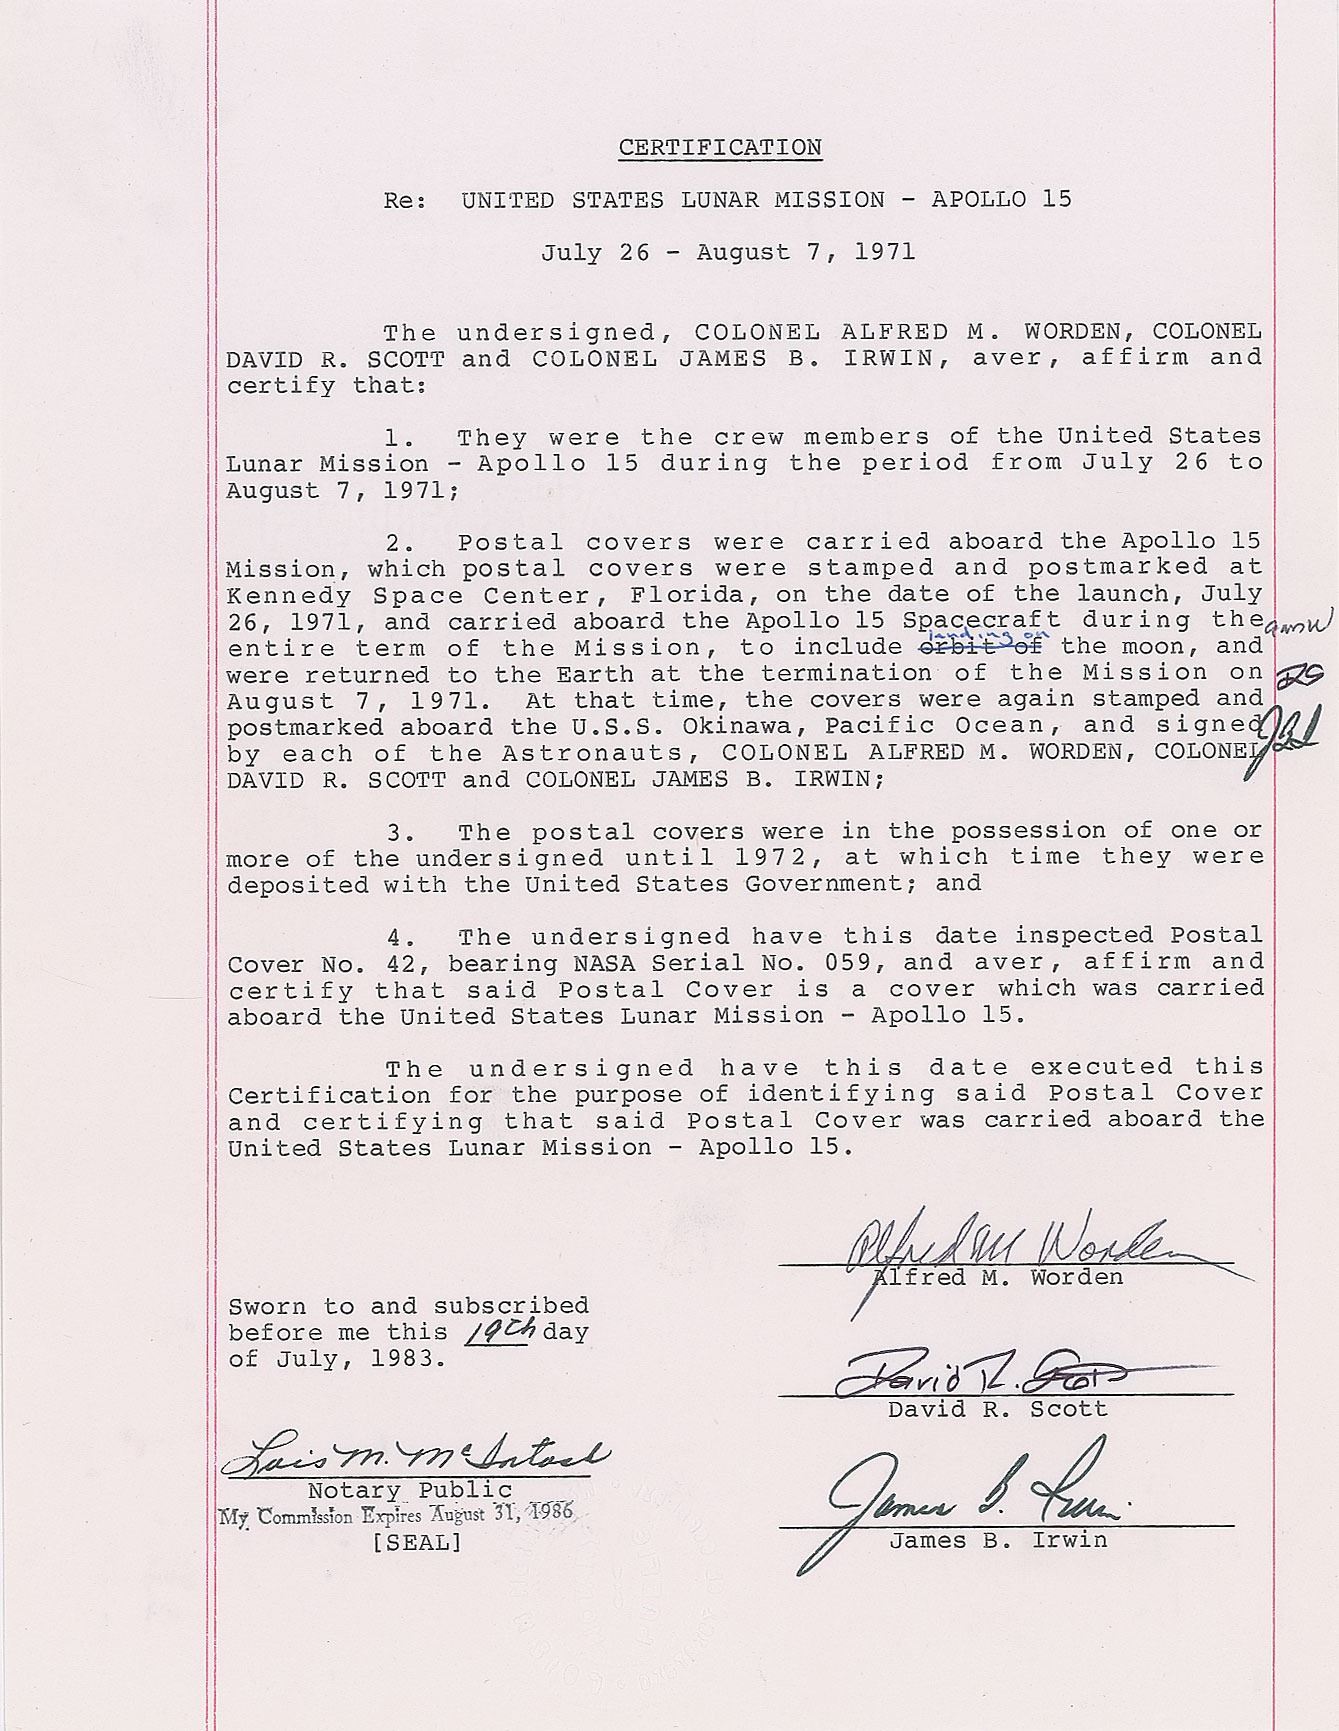 CERTIFICATION
Re: UNITED STATES LUNAR MISSION - APOLLO 15
July 26 - August 7, 1971
The undersigned, COLONEL ALFRED M. WORDEN, COLONEL
DAVID R. SCOTT and COLONEL JAMES B. IRWIN, aver, affirm and
certify that:
1. They were the crew members of the United States
Lunar Mission - Apollo 15 during the period from July 26 to
August 7, 1971;
2. Postal covers were carried aboard the Apollo 15
Mission, which postal covers were stamped and postmarked at
Kennedy Space Center, Florida, on the date of the launch, July
26, 1971, and carried aboard the Apollo 15 Spacecraft during the
AMW
landing on
entire term of the Mission, to include orbit of the moon, and
were returned to the Earth at the termination of the Mission on
DS
August 7, 1971. At that time, the covers were again stamped and
postmarked aboard the U.S.S. Okinawa, Pacific Ocean, and signed
JBI
by each of the Astronauts, COLONEL ALFRED M. WORDEN, COLONEL
DAVID R. SCOTT and COLONEL JAMES B. IRWIN;
3. The postal covers were in the possession of one or
more of the undersigned until 1972, at which time they were
deposited with the United States Government; and
4. The undersigned have this date inspected Postal
Cover No. 42, bearing NASA Serial No. 059, and aver, affirm and
certify that said Postal Cover is a cover which was carried
aboard the United States Lunar Mission - Apollo 15.
The undersigned have this date executed this
Certification for the purpose of identifying said Postal Cover
and certifying that said Postal Cover was carried aboard the
United States Lunar Mission - Apollo 15.
Alfred M Worden
Alfred M. Worden
Sworn to and subscribed
before me this 19th day
of July, 1983.
David R. Scott
David R. Scott
Lois M. McIntosh
Notary Public
My Commission Expires August 31, 1986
[SEAL]
James B. Irwin
James B. Irwin